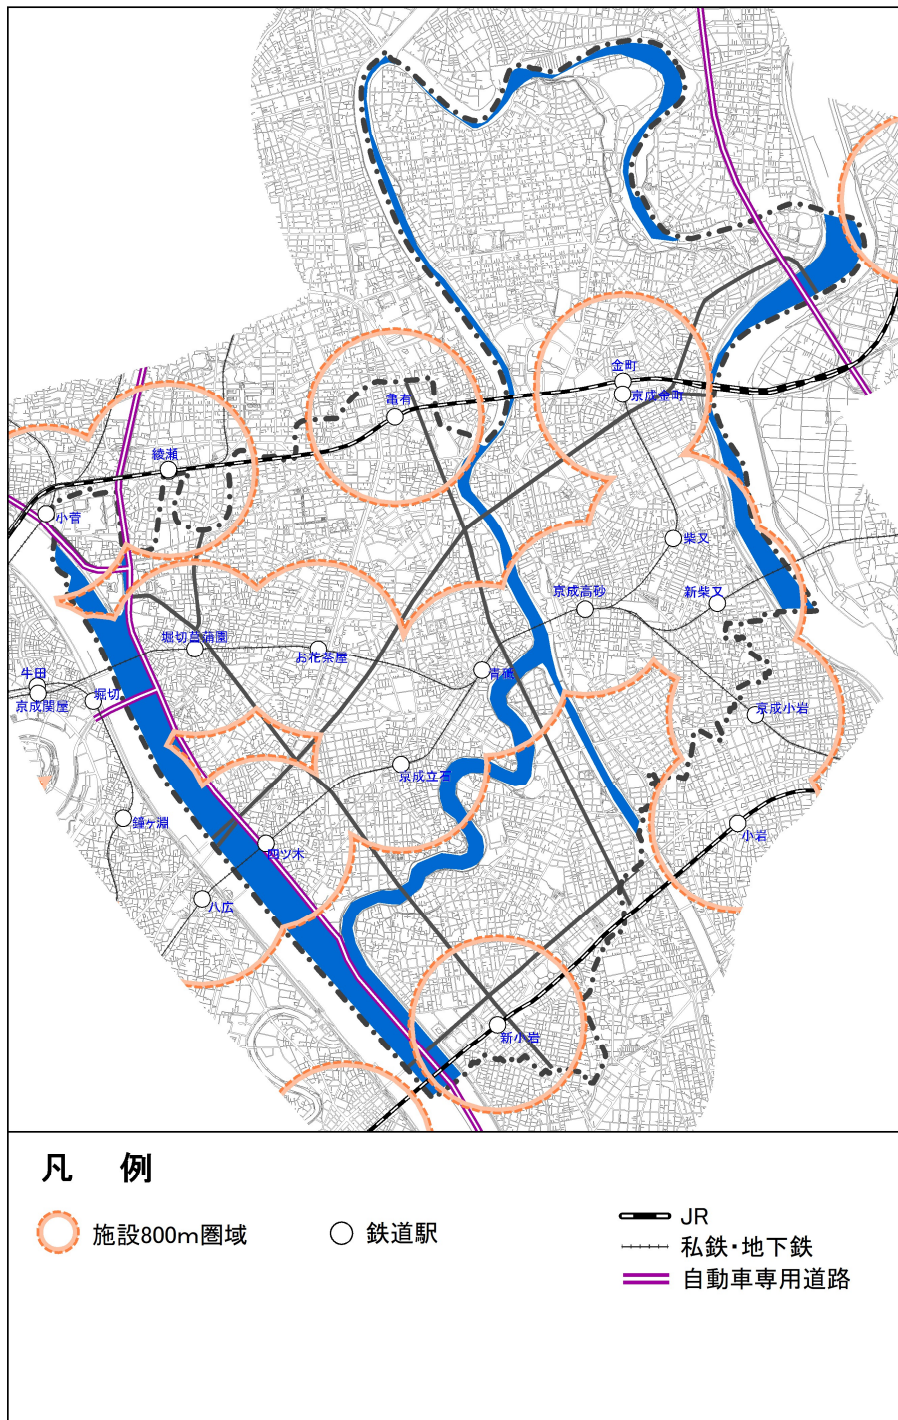 金町
京成金町
亀有
綾瀬
小菅
柴又
京成高砂
新柴又
堀切菖蒲園
お花茶屋
青砥
牛田
京成関屋
堀切
京成小岩
京成立石
鐘ヶ淵
四ツ木
小岩
八広
新小岩
凡 例
施設800m圏域
鉄道駅
JR
私鉄・地下鉄
自動車専用道路